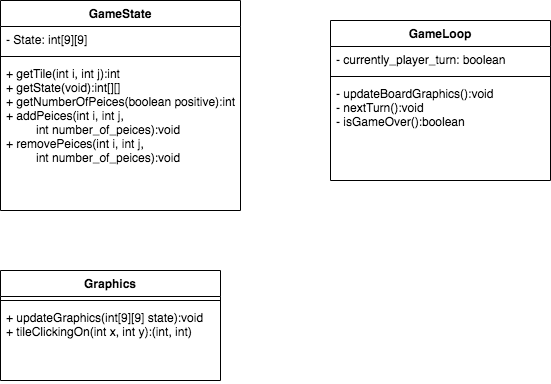 GameState
- State: int[9][9]
+ getTile(int i, int j):int
+ getState(void):int[][]
+ getNumberOfPeices(boolean positive):int
+ addPeices(int i, int j,
int number_of_peices):void
+ removePeices(int i, int j,
int number_of_peices):void
GameLoop
- currently_player_turn: boolean
- updateBoardGraphics():void
- nextTurn():void
- isGameOver():boolean
Graphics
+ updateGraphics(int[9][9] state):void
+ tileClickingOn(int x, int y):(int, int)